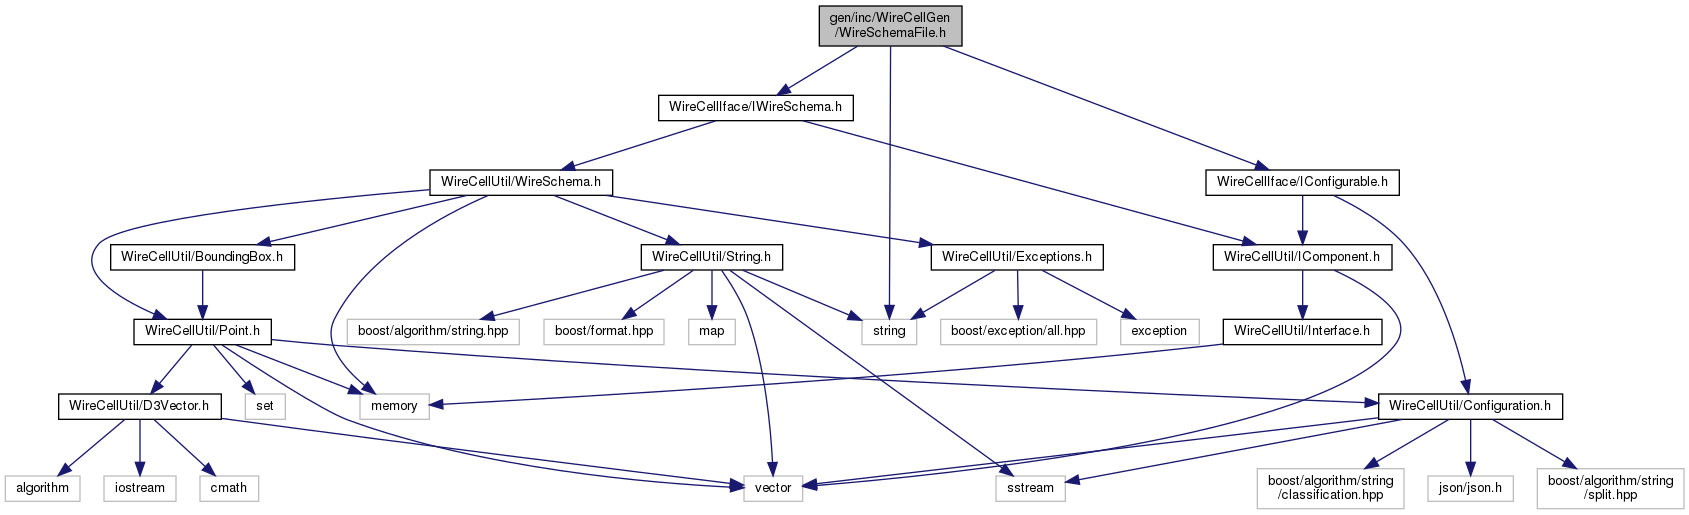 gen/inc/WireCellGen
/WireSchemaFile.h
WireCellIface/IWireSchema.h
WireCellUtil/WireSchema.h
WireCellIface/IConfigurable.h
WireCellUtil/BoundingBox.h
WireCellUtil/String.h
WireCellUtil/Exceptions.h
WireCellUtil/IComponent.h
WireCellUtil/Point.h
boost/algorithm/string.hpp
boost/format.hpp
map
string
boost/exception/all.hpp
exception
WireCellUtil/Interface.h
WireCellUtil/D3Vector.h
set
memory
WireCellUtil/Configuration.h
algorithm
iostream
cmath
vector
sstream
boost/algorithm/string
/classification.hpp
json/json.h
boost/algorithm/string
/split.hpp